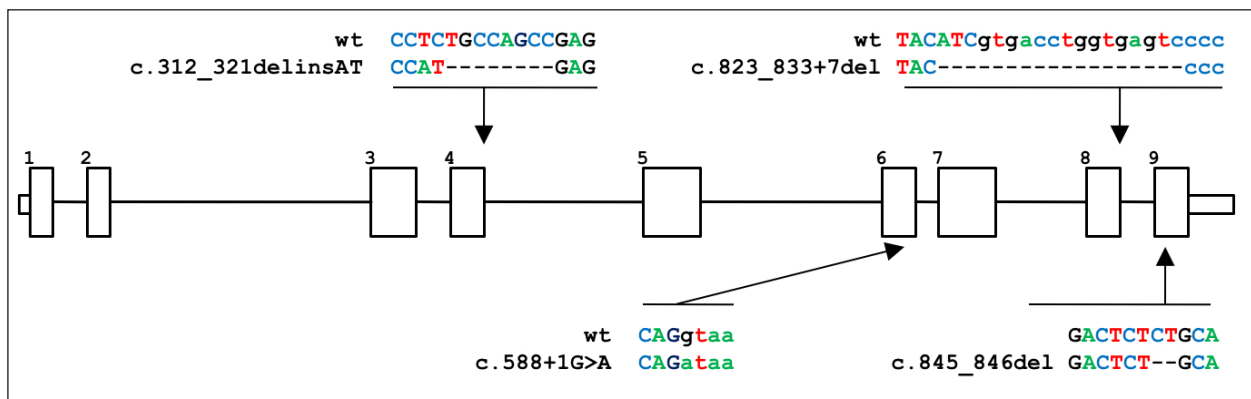 wt CCTCTGCCAGCCGAG
c.312_321delinsAT CCAT--------GAG
wt TACATCgtgacctggtgagtcccc
c.823_833+7del TAC------------------ccc
1 2 3 4 5 6 7 8 9
wt CAGgtaa
c.588+1G>A CAGataa
GACTCTCTGCA
c.845_846del GACTCT--GCA